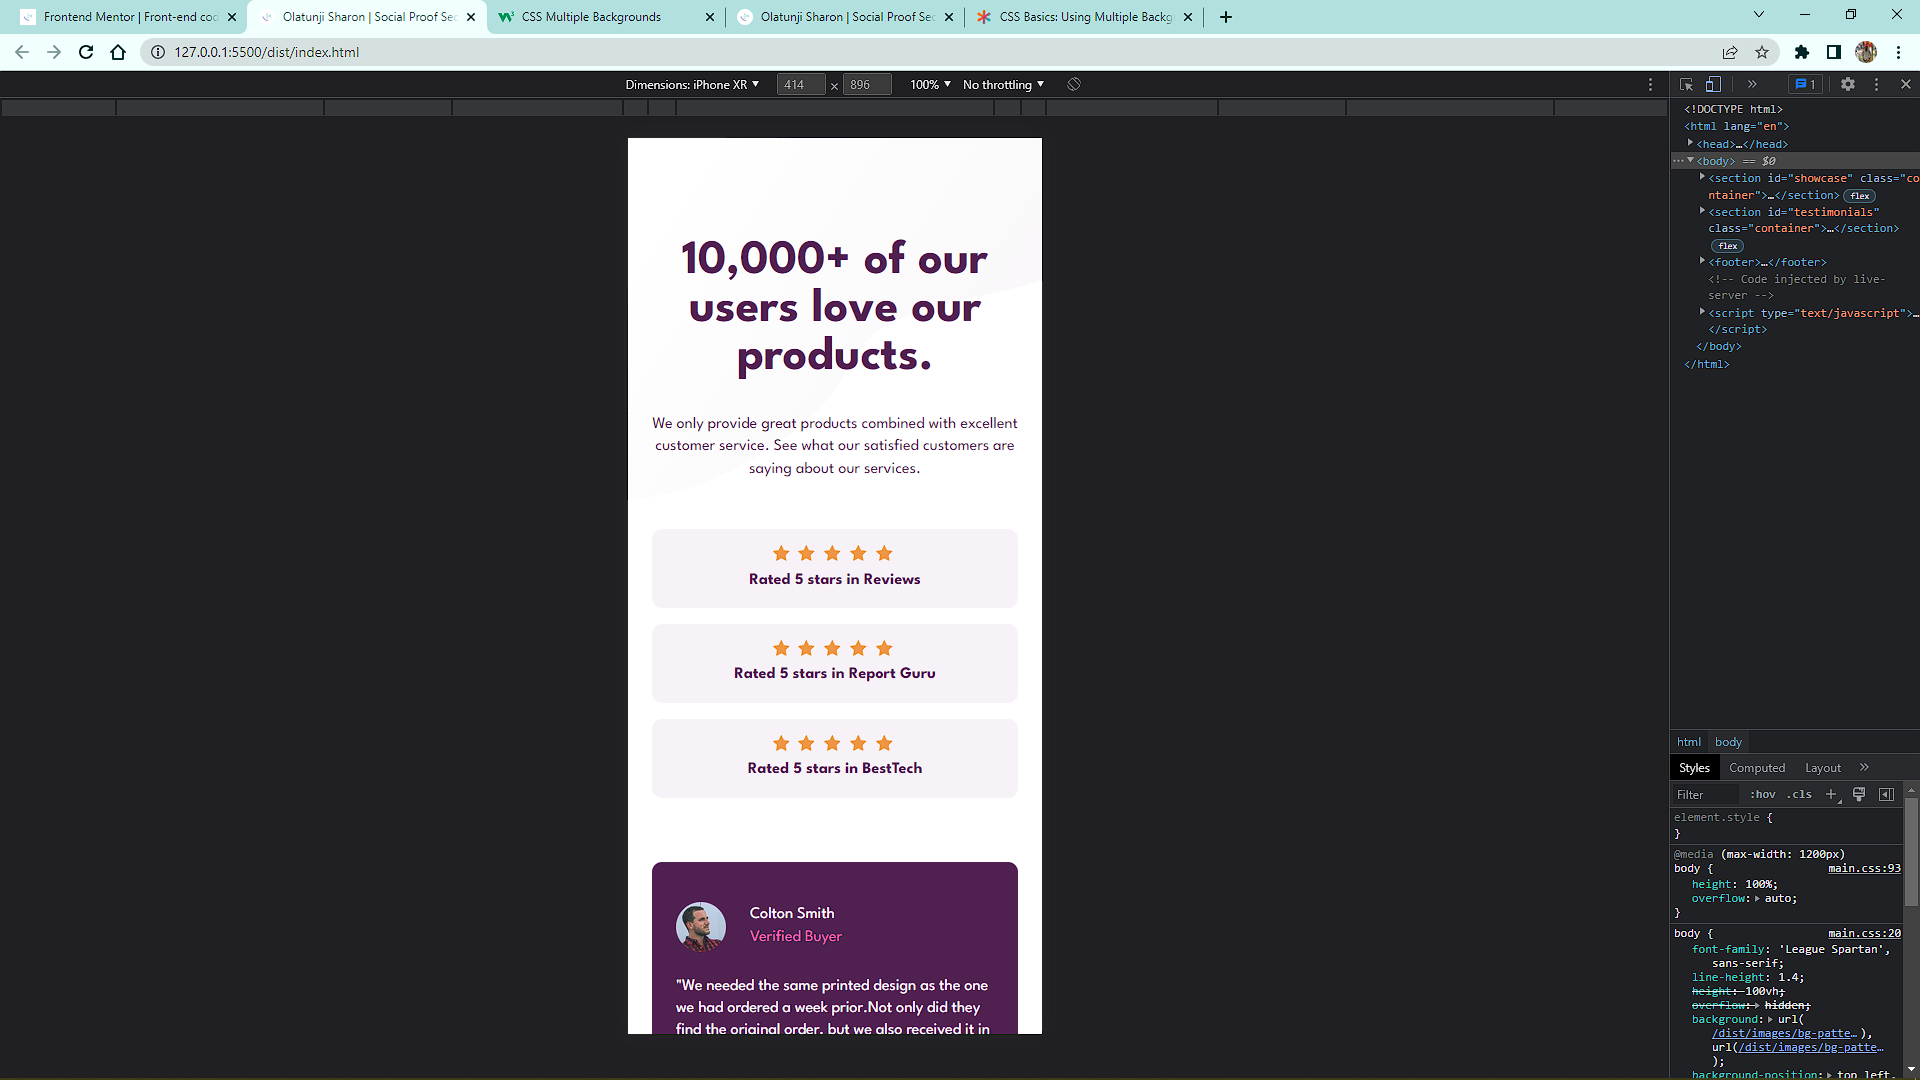 Frontend Mentor | Front-end co
Olatunji Sharon | Social Proof Sec
CSS Multiple Backgrounds
Olatunji Sharon | Social Proof Sec
CSS Basics: Using Multiple Backg
127.0.0.1:5500/dist/index.html
Dimensions: iPhone XR
414
×
896
100%
No throttling
1
10,000+ of our
users love our
products.
We only provide great products combined with excellent
customer service. See what our satisfied customers are
saying about our services.
Rated 5 stars in Reviews
Rated 5 stars in Report Guru
Rated 5 stars in BestTech
Colton Smith
Verified Buyer
"We needed the same printed design as the one
we had ordered a week prior.Not only did they
find the original order, but we also received it in
<!DOCTYPE html>
<html lang="en">
<head>…</head>
<body> == $0
<section id="showcase" class="co
ntainer">…</section> flex
<section id="testimonials"
class="container">…</section>
flex
<footer>…</footer>
<!-- Code injected by live-
server -->
<script type="text/javascript">…
</script>
</body>
</html>
html body
Styles Computed Layout
Filter :hov .cls
element.style {
}
@media (max-width: 1200px)
body { main.css:93
height: 100%;
overflow: auto;
}
body { main.css:20
font-family: 'League Spartan',
sans-serif;
line-height: 1.4;
height: 100vh;
overflow: hidden;
background: url(
/dist/images/bg-patte…),
url(/dist/images/bg-patte…
);
background-position: top left,